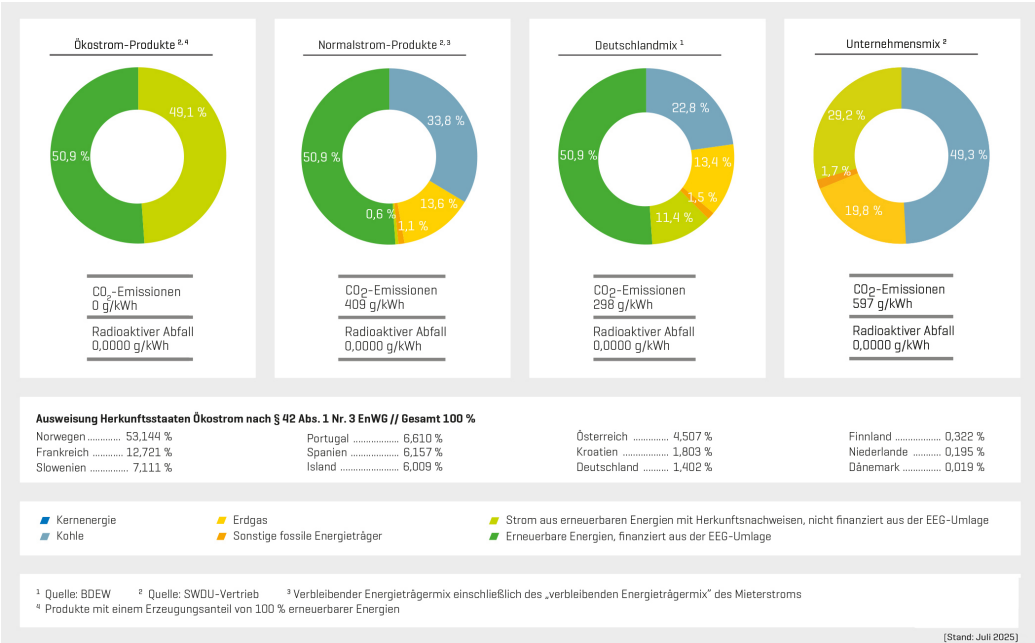 Ökostrom-Produkte ²,⁴
49,1 %
50,9 %
CO₂-Emissionen
0 g/kWh
Radioaktiver Abfall
0,0000 g/kWh
Normalstrom-Produkte ²,³
33,8 %
50,9 %
13,6 %
0,6 %
1,1 %
CO2-Emissionen
409 g/kWh
Radioaktiver Abfall
0,0000 g/kWh
Deutschlandmix ¹
22,8 %
50,9 %
13,4 %
1,5 %
11,4 %
CO2-Emissionen
298 g/kWh
Radioaktiver Abfall
0,0000 g/kWh
Unternehmensmix ²
29,2 %
49,3 %
1,7 %
19,8 %
CO2-Emissionen
597 g/kWh
Radioaktiver Abfall
0,0000 g/kWh
Ausweisung Herkunftsstaaten Ökostrom nach § 42 Abs. 1 Nr. 3 EnWG // Gesamt 100 %
Norwegen ............. 53,144 %
Frankreich ............ 12,721 %
Slowenien ............... 7,111 %
Portugal .................. 6,610 %
Spanien .................. 6,157 %
Island ..................... 6,009 %
Österreich .............. 4,507 %
Kroatien .................. 1,803 %
Deutschland .......... 1,402 %
Finnland .................. 0,322 %
Niederlande ........... 0,195 %
Dänemark ............... 0,019 %
Kernenergie
Kohle
Erdgas
Sonstige fossile Energieträger
Strom aus erneuerbaren Energien mit Herkunftsnachweisen, nicht finanziert aus der EEG-Umlage
Erneuerbare Energien, finanziert aus der EEG-Umlage
¹ Quelle: BDEW ² Quelle: SWDU-Vertrieb ³ Verbleibender Energieträgermix einschließlich des „verbleibenden Energieträgermix" des Mieterstroms
⁴ Produkte mit einem Erzeugungsanteil von 100 % erneuerbarer Energien
[Stand: Juli 2025]